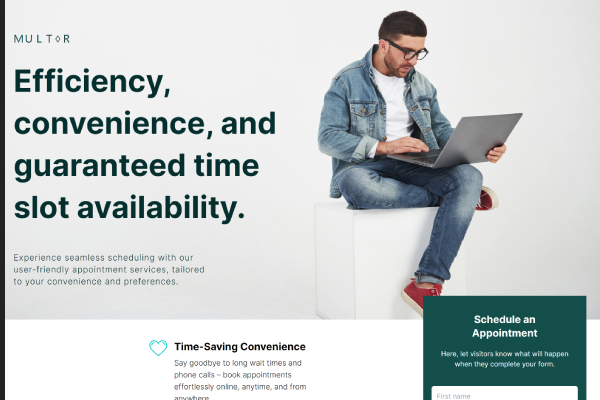 MULTOR
Efficiency,
convenience, and
guaranteed time
slot availability.
Experience seamless scheduling with our
user-friendly appointment services, tailored
to your convenience and preferences.
Schedule an
Appointment
Here, let visitors know what will happen
when they complete your form.
First name
Time-Saving Convenience
Say goodbye to long wait times and
phone calls – book appointments
effortlessly online, anytime, and from
anywhere